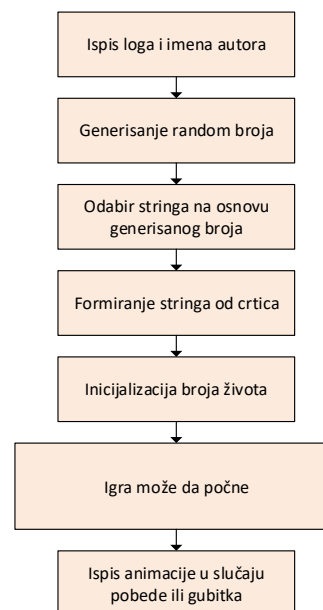 Ispis loga i imena autora
Generisanje random broja
Odabir stringa na osnovu
generisanog broja
Formiranje stringa od crtica
Inicijalizacija broja života
Igra može da počne
Ispis animacije u slučaju
pobede ili gubitka